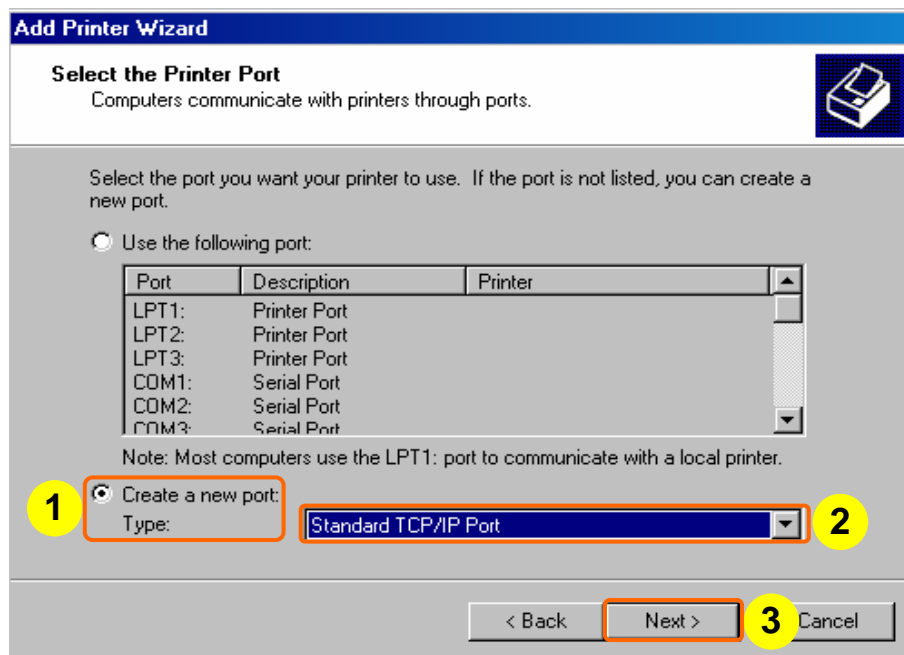 Add Printer Wizard
Select the Printer Port
Computers communicate with printers through ports.
Select the port you want your printer to use. If the port is not listed, you can create a
new port.
Use the following port:
Port Description Printer
LPT1: Printer Port
LPT2: Printer Port
LPT3: Printer Port
COM1: Serial Port
COM2: Serial Port
COM3: Serial Port
Note: Most computers use the LPT1: port to communicate with a local printer.
1 Create a new port:
Type: Standard TCP/IP Port 2
< Back Next > 3 Cancel